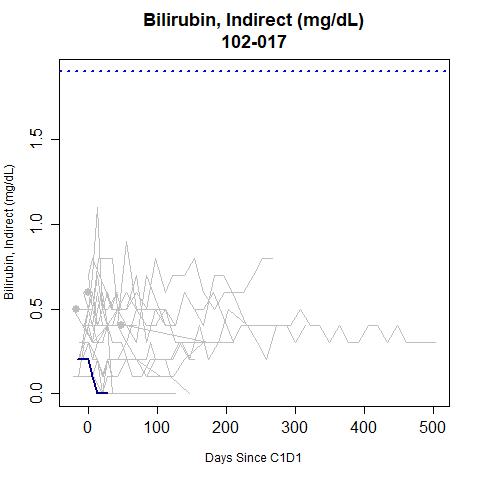 Bilirubin, Indirect (mg/dL)
102-017
Bilirubin, Indirect (mg/dL)
1.5
1.0
0.5
0.0
0 100 200 300 400 500
Days Since C1D1